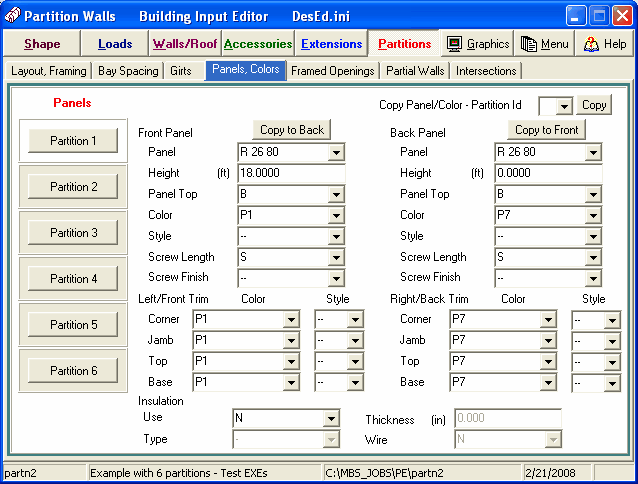 Partition Walls Building Input Editor DesEd.ini
Shape Loads Walls/Roof Accessories Extensions Partitions Graphics Menu Help
Layout, Framing Bay Spacing Girts Panels, Colors Framed Openings Partial Walls Intersections
Panels Copy Panel/Color - Partition Id Copy
Partition 1
Partition 2
Partition 3
Partition 4
Partition 5
Partition 6
Front Panel Copy to Back
Panel R 26 80
Height (ft) 18.0000
Panel Top B
Color P1
Style --
Screw Length S
Screw Finish --
Back Panel Copy to Front
Panel R 26 80
Height (ft) 0.0000
Panel Top B
Color P7
Style --
Screw Length S
Screw Finish --
Left/Front Trim Color Style
Corner P1 --
Jamb P1 --
Top P1 --
Base P1 --
Right/Back Trim Color Style
Corner P7 --
Jamb P7 --
Top P7 --
Base P7 --
Insulation
Use N Thickness (in) 0.000
Type - Wire N
partn2 Example with 6 partitions - Test EXEs C:\MBS_JOBS\PE\partn2 2/21/2008